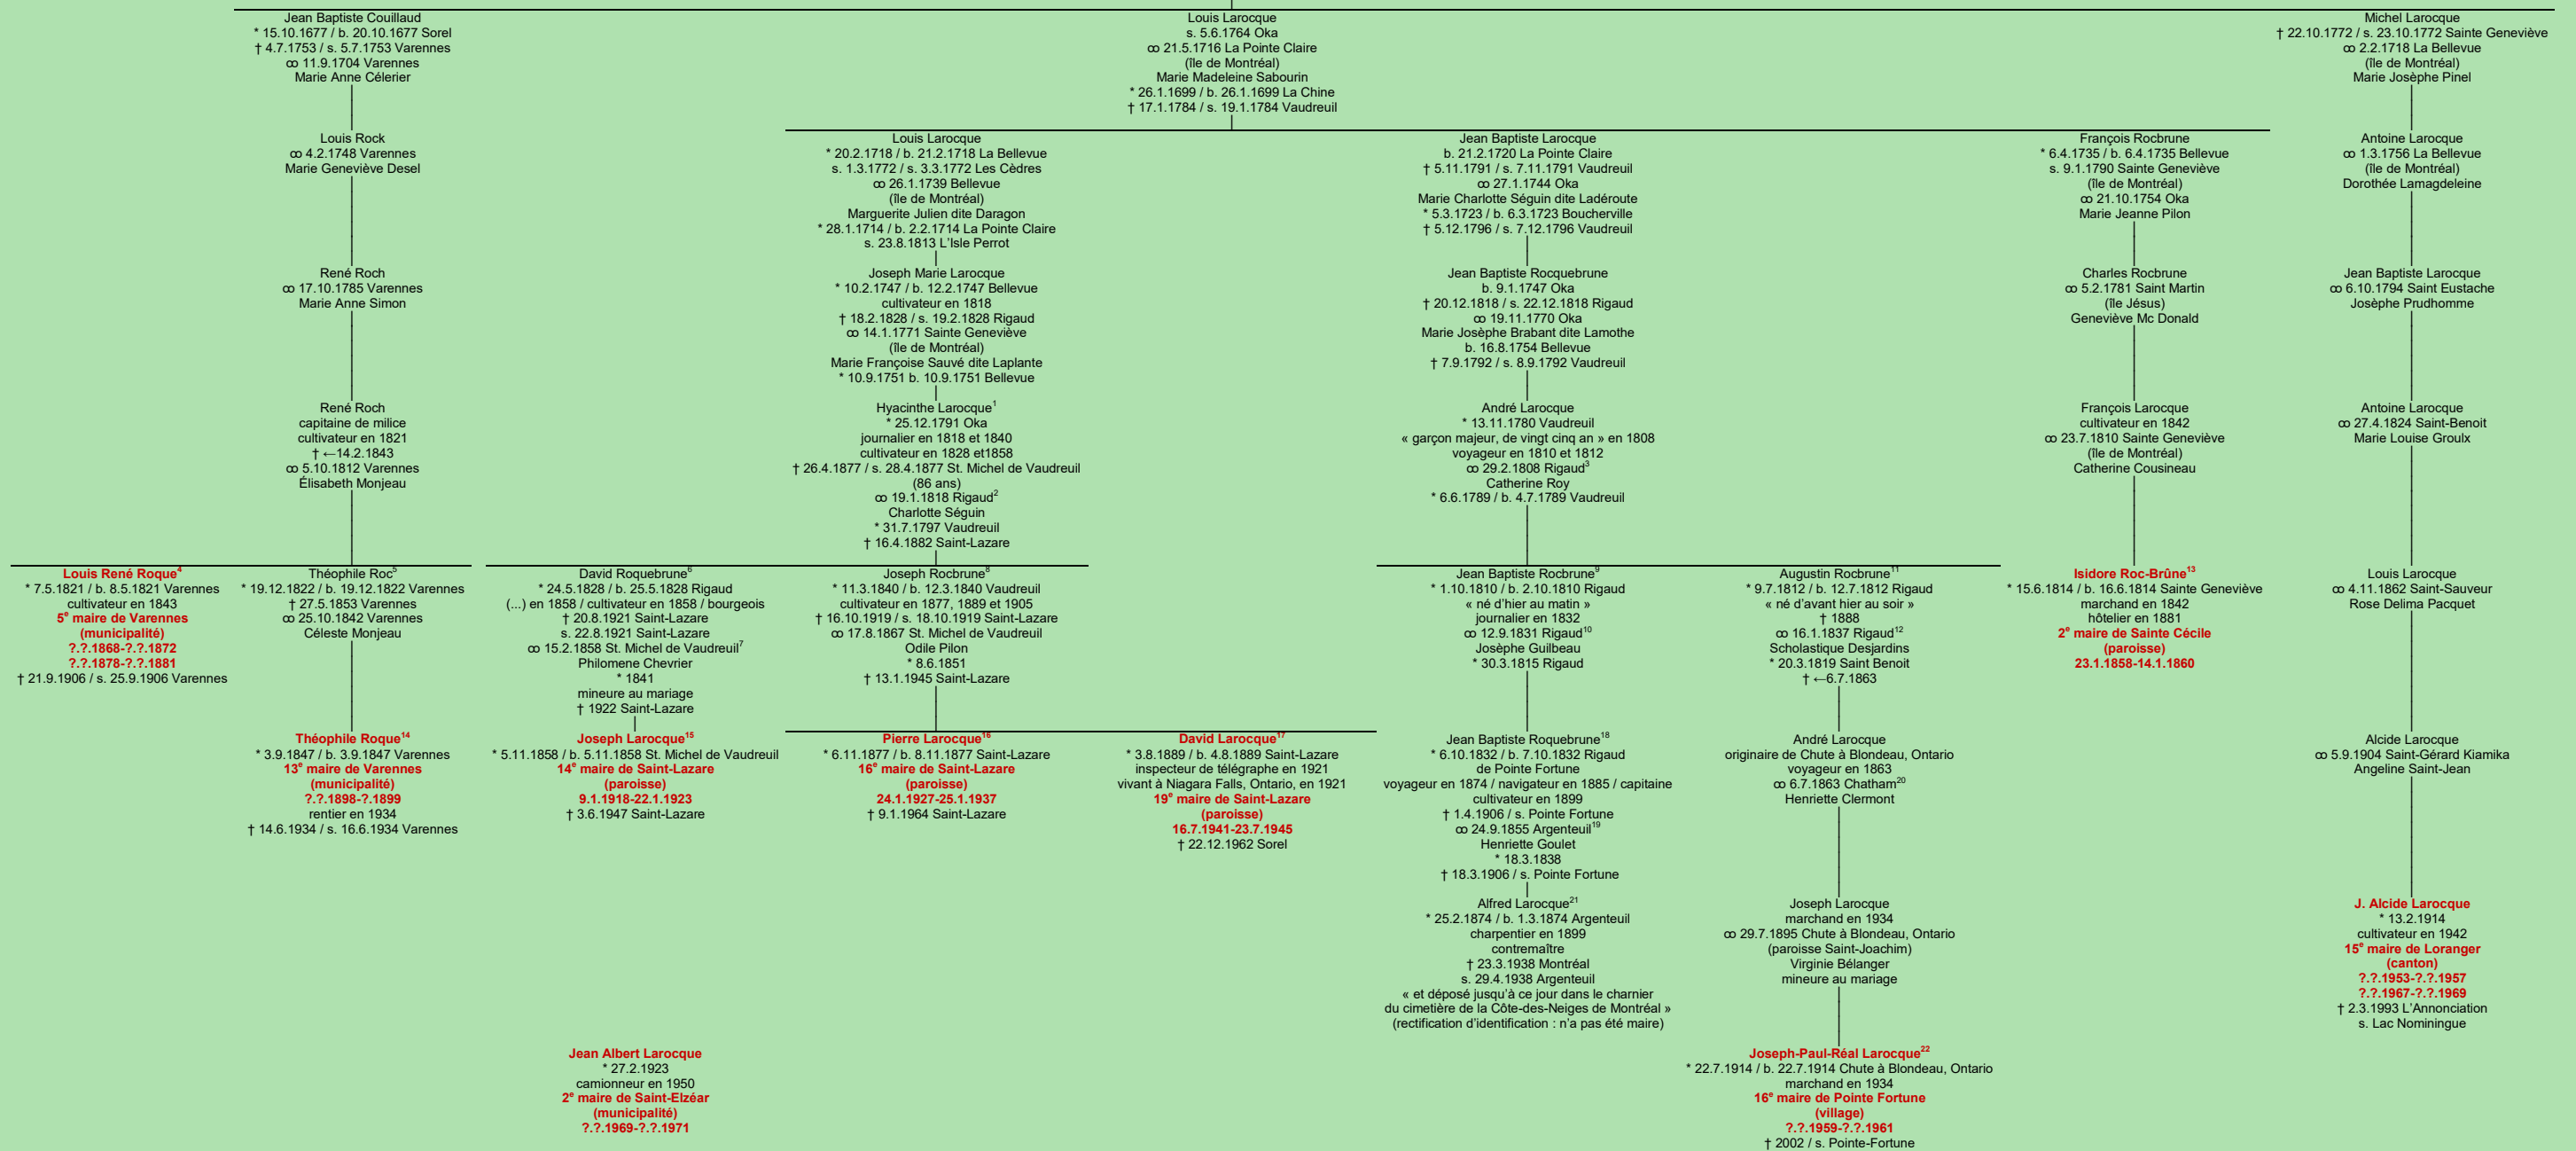 Jean Baptiste Couillaud
* 15.10.1677 / b. 20.10.1677 Sorel
† 4.7.1753 / s. 5.7.1753 Varennes
ꝏ 11.9.1704 Varennes
Marie Anne Célerier
Louis Larocque
s. 5.6.1764 Oka
ꝏ 21.5.1716 La Pointe Claire
(île de Montréal)
Marie Madeleine Sabourin
* 26.1.1699 / b. 26.1.1699 La Chine
† 17.1.1784 / s. 19.1.1784 Vaudreuil
Michel Larocque
† 22.10.1772 / s. 23.10.1772 Sainte Geneviève
ꝏ 2.2.1718 La Bellevue
(île de Montréal)
Marie Josèphe Pinel
Louis Rock
ꝏ 4.2.1748 Varennes
Marie Geneviève Desel
Louis Larocque
* 20.2.1718 / b. 21.2.1718 La Bellevue
s. 1.3.1772 / s. 3.3.1772 Les Cèdres
ꝏ 26.1.1739 Bellevue
(île de Montréal)
Marguerite Julien dite Daragon
* 28.1.1714 / b. 2.2.1714 La Pointe Claire
s. 23.8.1813 L'Isle Perrot
Jean Baptiste Larocque
b. 21.2.1720 La Pointe Claire
† 5.11.1791 / s. 7.11.1791 Vaudreuil
ꝏ 27.1.1744 Oka
Marie Charlotte Séguin dite Ladéroute
* 5.3.1723 / b. 6.3.1723 Boucherville
† 5.12.1796 / s. 7.12.1796 Vaudreuil
François Rocbrune
* 6.4.1735 / b. 6.4.1735 Bellevue
s. 9.1.1790 Sainte Geneviève
(île de Montréal)
ꝏ 21.10.1754 Oka
Marie Jeanne Pilon
Antoine Larocque
ꝏ 1.3.1756 La Bellevue
(île de Montréal)
Dorothée Lamagdeleine
René Roch
ꝏ 17.10.1785 Varennes
Marie Anne Simon
Joseph Marie Larocque
* 10.2.1747 / b. 12.2.1747 Bellevue
cultivateur en 1818
† 18.2.1828 / s. 19.2.1828 Rigaud
ꝏ 14.1.1771 Sainte Geneviève
(île de Montréal)
Marie Françoise Sauvé dite Laplante
* 10.9.1751 b. 10.9.1751 Bellevue
Jean Baptiste Rocquebrune
b. 9.1.1747 Oka
† 20.12.1818 / s. 22.12.1818 Rigaud
ꝏ 19.11.1770 Oka
Marie Josèphe Brabant dite Lamothe
b. 16.8.1754 Bellevue
† 7.9.1792 / s. 8.9.1792 Vaudreuil
Charles Rocbrune
ꝏ 5.2.1781 Saint Martin
(île Jésus)
Geneviève Mc Donald
Jean Baptiste Larocque
ꝏ 6.10.1794 Saint Eustache
Josèphe Prudhomme
René Roch
capitaine de milice
cultivateur en 1821
† ←14.2.1843
ꝏ 5.10.1812 Varennes
Élisabeth Monjeau
Hyacinthe Larocque1
* 25.12.1791 Oka
journalier en 1818 et 1840
cultivateur en 1828 et1858
† 26.4.1877 / s. 28.4.1877 St. Michel de Vaudreuil
(86 ans)
ꝏ 19.1.1818 Rigaud2
Charlotte Séguin
* 31.7.1797 Vaudreuil
† 16.4.1882 Saint-Lazare
André Larocque
* 13.11.1780 Vaudreuil
« garçon majeur, de vingt cinq an » en 1808
voyageur en 1810 et 1812
ꝏ 29.2.1808 Rigaud3
Catherine Roy
* 6.6.1789 / b. 4.7.1789 Vaudreuil
François Larocque
cultivateur en 1842
ꝏ 23.7.1810 Sainte Geneviève
(île de Montréal)
Catherine Cousineau
Antoine Larocque
ꝏ 27.4.1824 Saint-Benoit
Marie Louise Groulx
Louis René Roque4
* 7.5.1821 / b. 8.5.1821 Varennes
cultivateur en 1843
5e maire de Varennes
(municipalité)
?.?.1868-?.?.1872
?.?.1878-?.?.1881
† 21.9.1906 / s. 25.9.1906 Varennes
Théophile Roc5
* 19.12.1822 / b. 19.12.1822 Varennes
† 27.5.1853 Varennes
ꝏ 25.10.1842 Varennes
Céleste Monjeau
David Roquebrune6
* 24.5.1828 / b. 25.5.1828 Rigaud
(...) en 1858 / cultivateur en 1858 / bourgeois
† 20.8.1921 Saint-Lazare
s. 22.8.1921 Saint-Lazare
ꝏ 15.2.1858 St. Michel de Vaudreuil7
Philomene Chevrier
* 1841
mineure au mariage
† 1922 Saint-Lazare
Joseph Rocbrune8
* 11.3.1840 / b. 12.3.1840 Vaudreuil
cultivateur en 1877, 1889 et 1905
† 16.10.1919 / s. 18.10.1919 Saint-Lazare
ꝏ 17.8.1867 St. Michel de Vaudreuil
Odile Pilon
* 8.6.1851
† 13.1.1945 Saint-Lazare
Jean Baptiste Rocbrune9
* 1.10.1810 / b. 2.10.1810 Rigaud
« né d'hier au matin »
journalier en 1832
ꝏ 12.9.1831 Rigaud10
Josèphe Guilbeau
* 30.3.1815 Rigaud
Augustin Rocbrune11
* 9.7.1812 / b. 12.7.1812 Rigaud
« né d'avant hier au soir »
† 1888
ꝏ 16.1.1837 Rigaud12
Scholastique Desjardins
* 20.3.1819 Saint Benoit
† ←6.7.1863
Isidore Roc-Brûne13
* 15.6.1814 / b. 16.6.1814 Sainte Geneviève
marchand en 1842
hôtelier en 1881
2e maire de Sainte Cécile
(paroisse)
23.1.1858-14.1.1860
Louis Larocque
ꝏ 4.11.1862 Saint-Sauveur
Rose Delima Pacquet
Théophile Roque14
* 3.9.1847 / b. 3.9.1847 Varennes
13e maire de Varennes
(municipalité)
?.?.1898-?.1899
rentier en 1934
† 14.6.1934 / s. 16.6.1934 Varennes
Joseph Larocque15
* 5.11.1858 / b. 5.11.1858 St. Michel de Vaudreuil
14e maire de Saint-Lazare
(paroisse)
9.1.1918-22.1.1923
† 3.6.1947 Saint-Lazare
Pierre Larocque16
* 6.11.1877 / b. 8.11.1877 Saint-Lazare
16e maire de Saint-Lazare
(paroisse)
24.1.1927-25.1.1937
† 9.1.1964 Saint-Lazare
David Larocque17
* 3.8.1889 / b. 4.8.1889 Saint-Lazare
inspecteur de télégraphe en 1921
vivant à Niagara Falls, Ontario, en 1921
19e maire de Saint-Lazare
(paroisse)
16.7.1941-23.7.1945
† 22.12.1962 Sorel
Jean Baptiste Roquebrune18
* 6.10.1832 / b. 7.10.1832 Rigaud
de Pointe Fortune
voyageur en 1874 / navigateur en 1885 / capitaine
cultivateur en 1899
† 1.4.1906 / s. Pointe Fortune
ꝏ 24.9.1855 Argenteuil19
Henriette Goulet
* 18.3.1838
† 18.3.1906 / s. Pointe Fortune
André Larocque
originaire de Chute à Blondeau, Ontario
voyageur en 1863
ꝏ 6.7.1863 Chatham20
Henriette Clermont
Alcide Larocque
ꝏ 5.9.1904 Saint-Gérard Kiamika
Angeline Saint-Jean
Alfred Larocque21
* 25.2.1874 / b. 1.3.1874 Argenteuil
charpentier en 1899
contremaître
† 23.3.1938 Montréal
s. 29.4.1938 Argenteuil
« et déposé jusqu'à ce jour dans le charnier
du cimetière de la Côte-des-Neiges de Montréal »
(rectification d'identification : n'a pas été maire)
Joseph Larocque
marchand en 1934
ꝏ 29.7.1895 Chute à Blondeau, Ontario
(paroisse Saint-Joachim)
Virginie Bélanger
mineure au mariage
J. Alcide Larocque
* 13.2.1914
cultivateur en 1942
15e maire de Loranger
(canton)
?.?.1953-?.?.1957
?.?.1967-?.?.1969
† 2.3.1993 L'Annonciation
s. Lac Nominingue
Jean Albert Larocque
* 27.2.1923
camionneur en 1950
2e maire de Saint-Elzéar
(municipalité)
?.?.1969-?.?.1971
Joseph-Paul-Réal Larocque22
* 22.7.1914 / b. 22.7.1914 Chute à Blondeau, Ontario
marchand en 1934
16e maire de Pointe Fortune
(village)
?.?.1959-?.?.1961
† 2002 / s. Pointe-Fortune